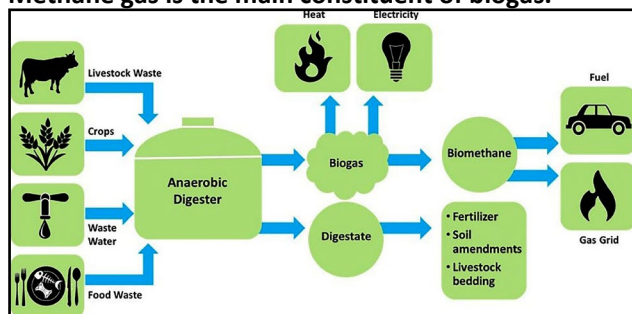 Methane gas is the main constituent of biogas.
Heat
Electricity
Livestock Waste
Fuel
Crops
Biogas
Biomethane
Anaerobic
Digester
Waste
Water
Digestate
• Fertilizer
• Soil
amendments
• Livestock
bedding
Gas Grid
Food Waste